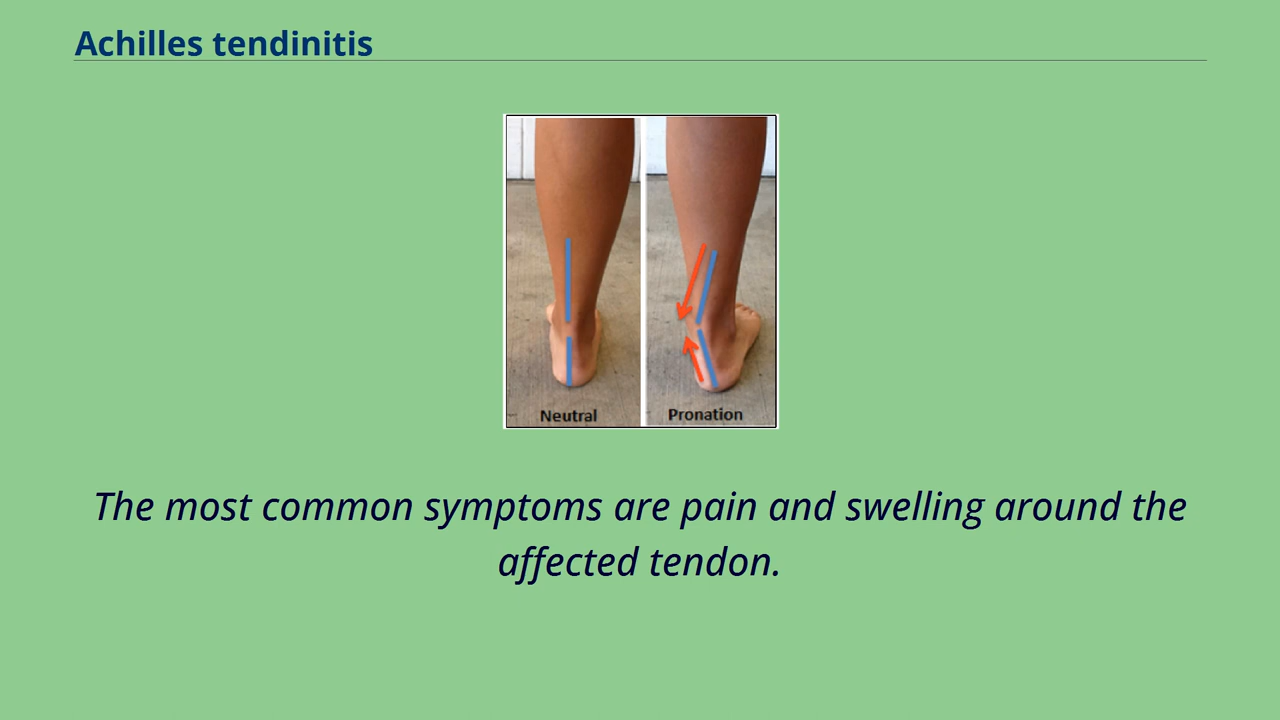 Achilles tendinitis
Neutral
Pronation
The most common symptoms are pain and swelling around the
affected tendon.